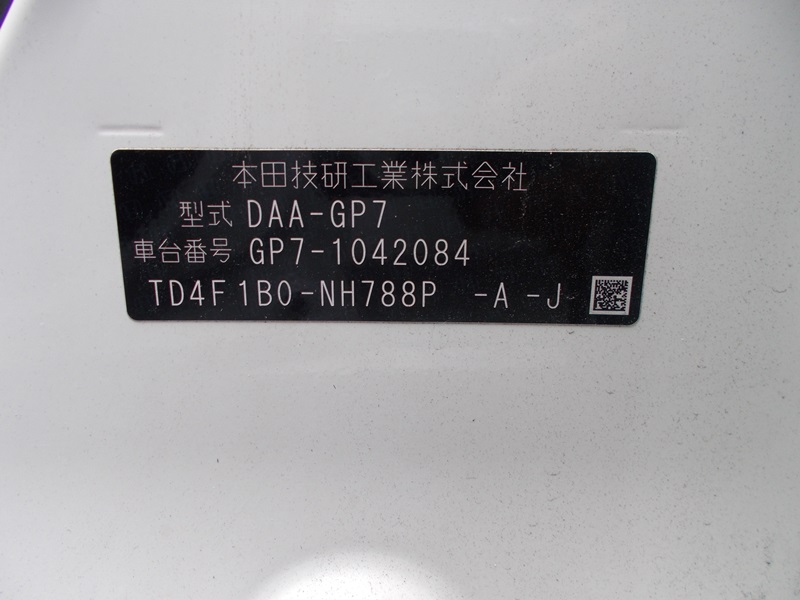 本田技研工業株式会社
型式 DAA-GP7
車台番号 GP7-1042084
TD4F1B0-NH788P -A -J